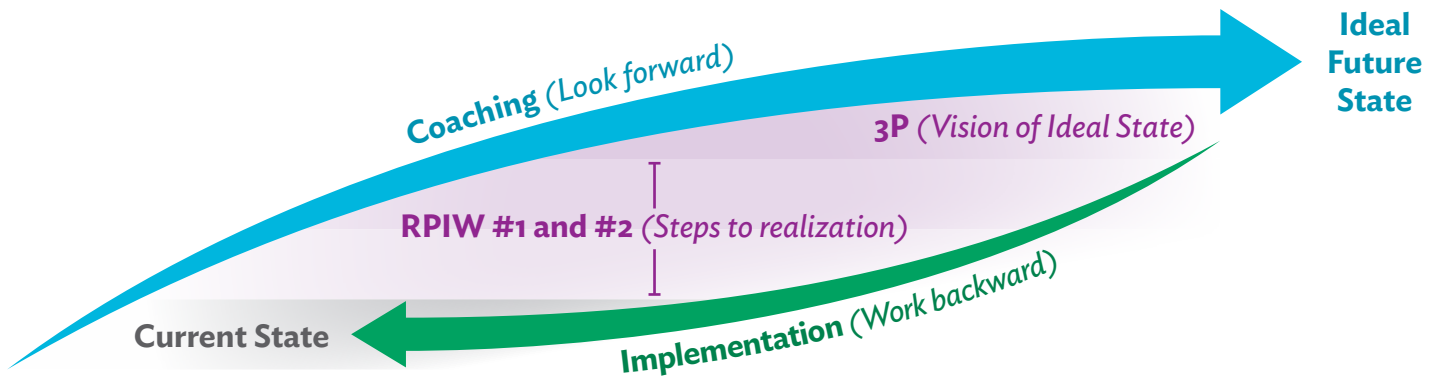 Ideal
Future
State
Coaching (Look forward)
3P (Vision of Ideal State)
RPIW #1 and #2 (Steps to realization)
Current State
Implementation (Work backward)